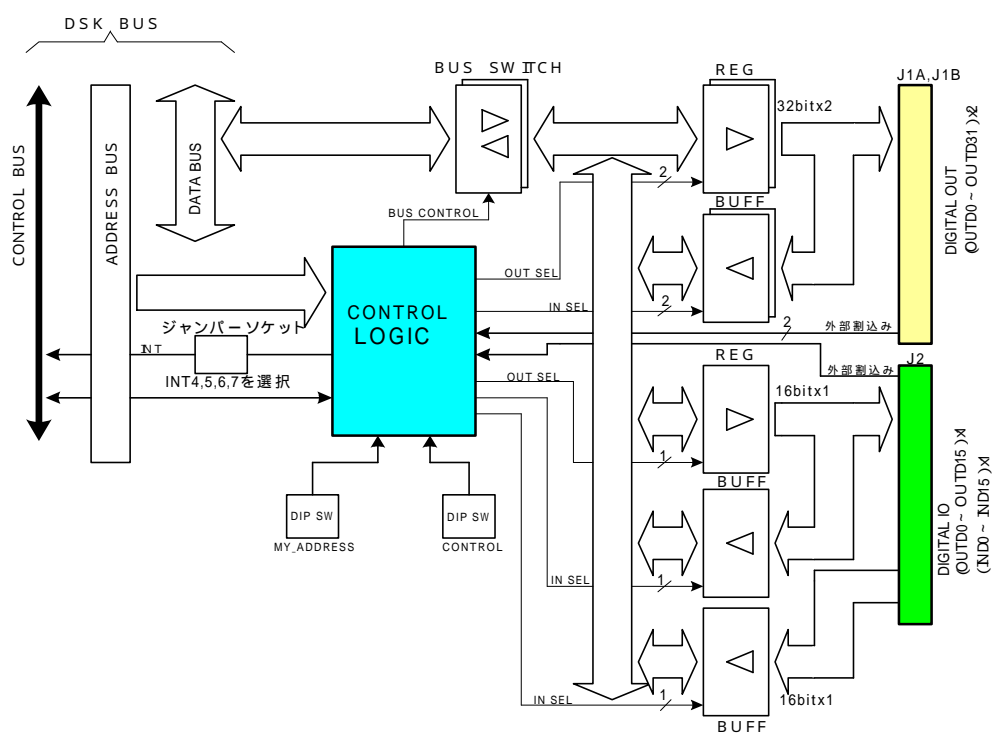 DSK BUS
BUS SWITCH
REG
J1A,J1B
32bitx2
CONTROL BUS
ADDRESS BUS
DATA BUS
2
BUFF
DIGITAL OUT
(OUTD0～OUTD31)x2
BUS CONTROL
OUT SEL
CONTROL
LOGIC
IN SEL
2
ジャンパーソケット
2
外部割込み
INT
REG
J2
外部割込み
INT4,5,6,7を選択
OUT SEL
16bitx1
1
BUFF
DIP SW
DIP SW
MY_ADDRESS
CONTROL
DIGITAL IO
(OUTD0～OUTD15)x1
(IND0～IND15)x1
IN SEL
1
IN SEL
1
16bitx1
BUFF